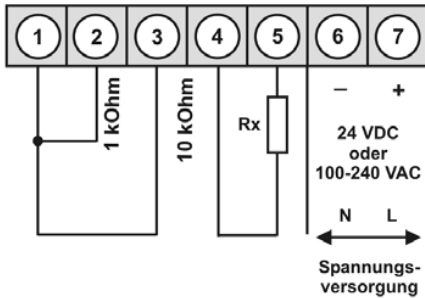 1 2 3 4 5 6 7
1 kOhm
10 kOhm
Rx
– +
24 VDC
oder
100-240 VAC
N L
Spannungs-
versorgung